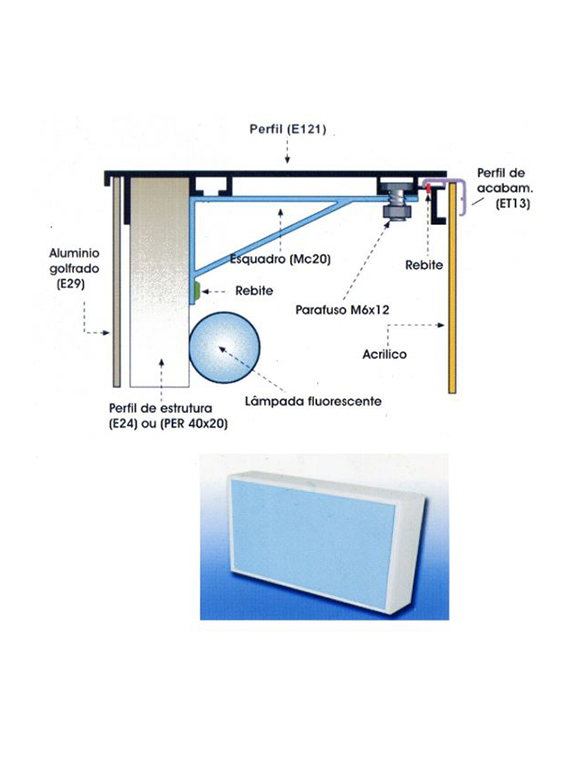 Perfil (E121)
Perfil de
acabam.
(ET13)
Aluminio
golfrado
(E29)
Esquadro (Mc20)
Rebite
Rebite
Parafuso M6x12
Acrilico
Lâmpada fluorescente
Perfil de estrutura
(E24) ou (PER 40x20)